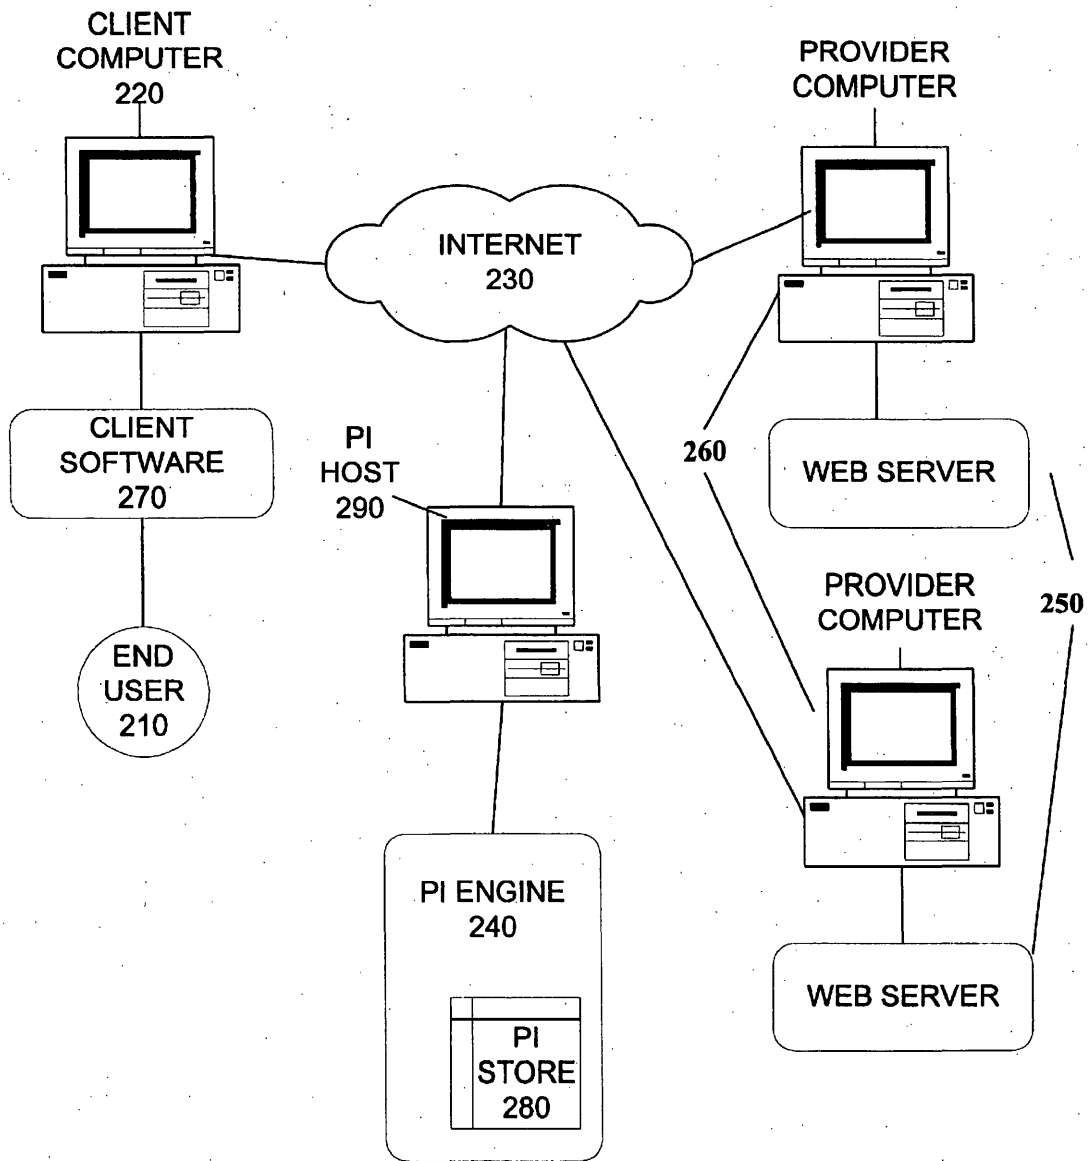 CLIENT
COMPUTER
220
PROVIDER
COMPUTER
INTERNET
230
CLIENT
SOFTWARE
270
PI
HOST
290
260
WEB SERVER
PROVIDER
COMPUTER
250
END
USER
210
PI ENGINE
240
WEB SERVER
PI
STORE
280